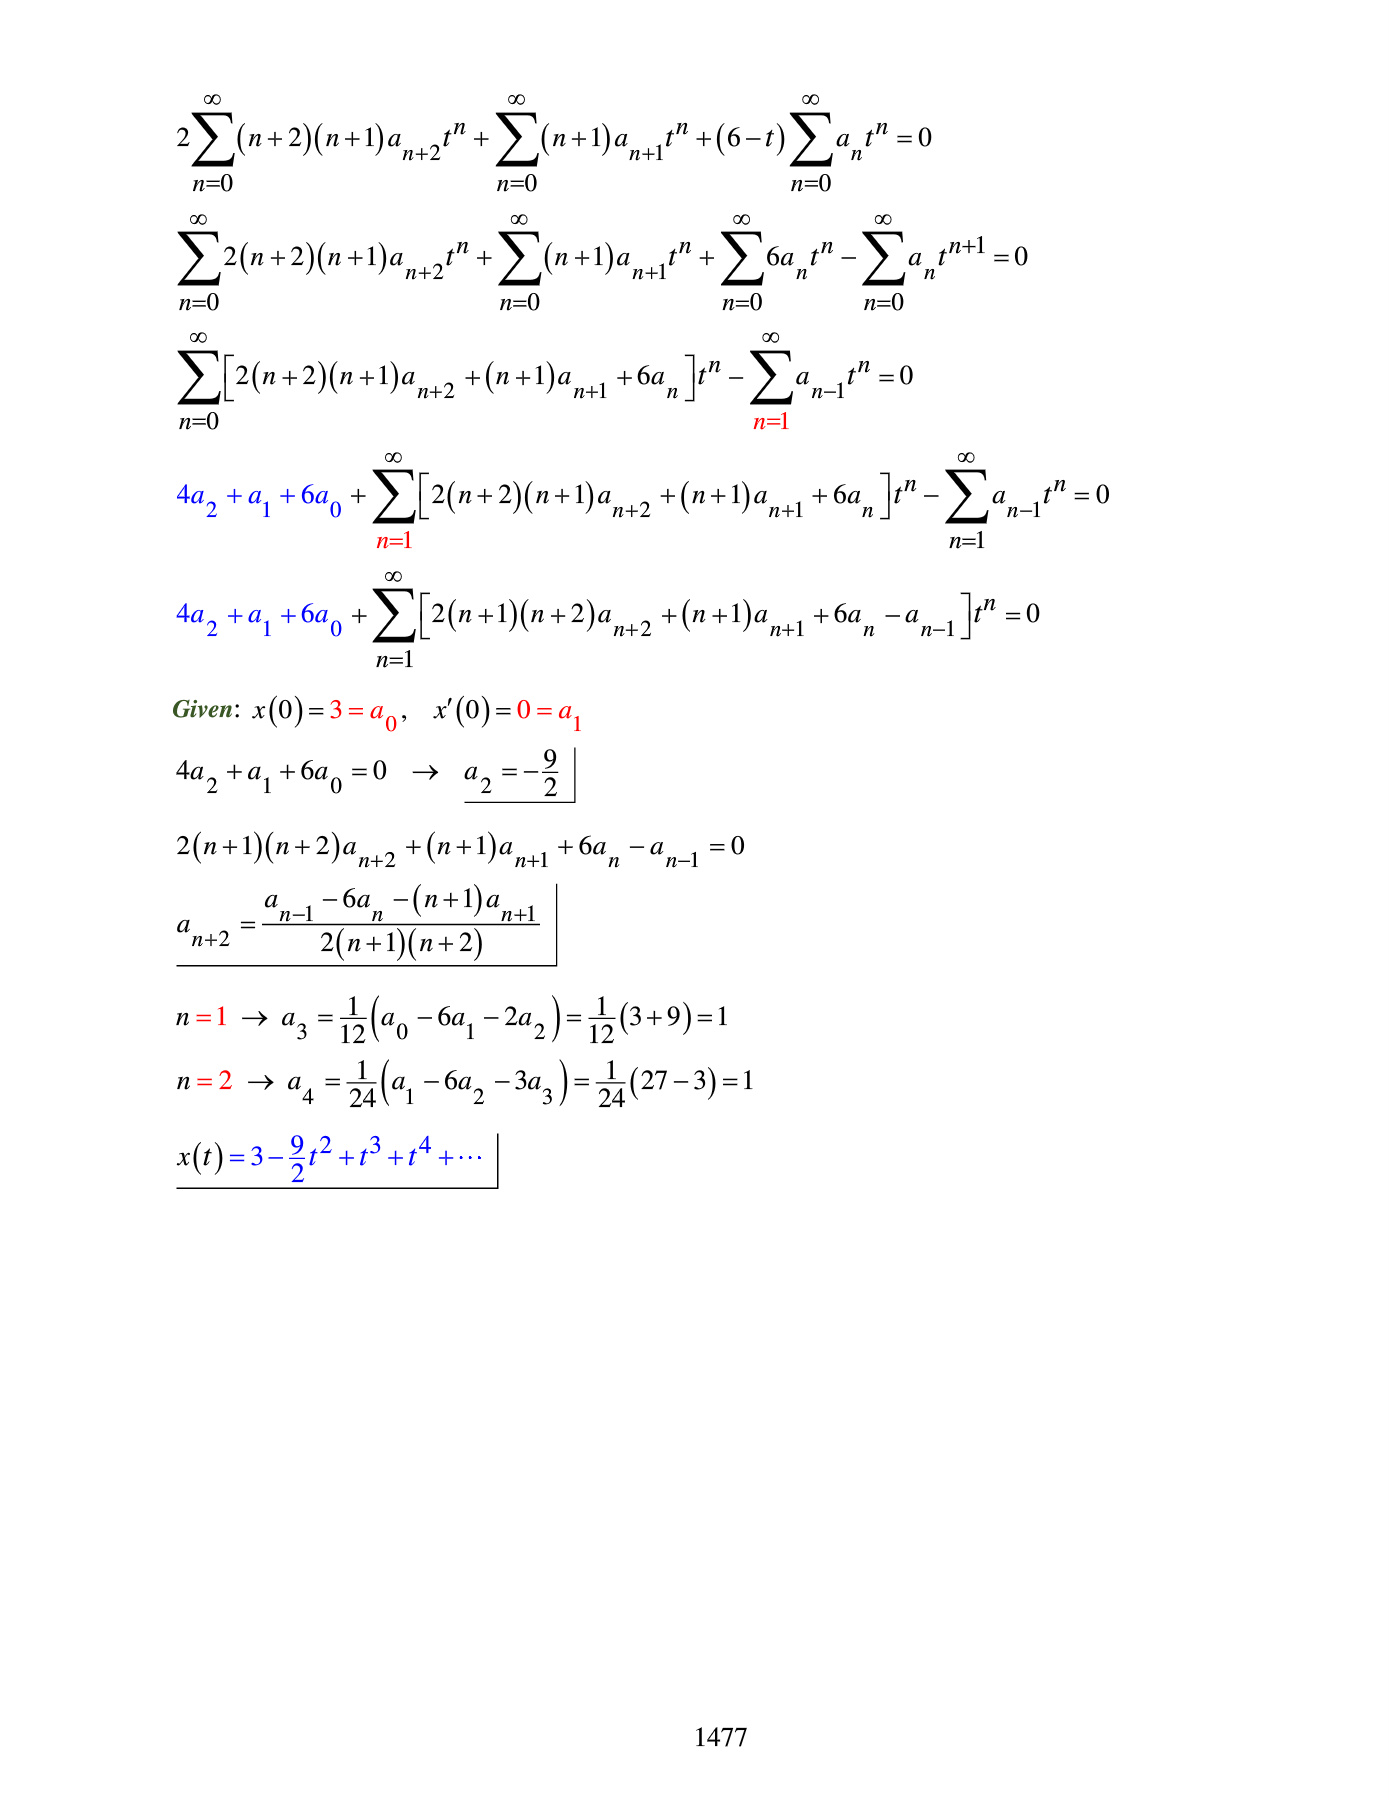 $2\sum_{n=0}^{\infty}(n+2)(n+1)a_{n+2}t^n+\sum_{n=0}^{\infty}(n+1)a_{n+1}t^n+(6-t)\sum_{n=0}^{\infty}a_nt^n=0$
$\sum_{n=0}^{\infty}2(n+2)(n+1)a_{n+2}t^n+\sum_{n=0}^{\infty}(n+1)a_{n+1}t^n+\sum_{n=0}^{\infty}6a_nt^n-\sum_{n=0}^{\infty}a_nt^{n+1}=0$
$\sum_{n=0}^{\infty}\left[2(n+2)(n+1)a_{n+2}+(n+1)a_{n+1}+6a_n\right]t^n-\sum_{n=1}^{\infty}a_{n-1}t^n=0$
$4a_2+a_1+6a_0+\sum_{n=1}^{\infty}\left[2(n+2)(n+1)a_{n+2}+(n+1)a_{n+1}+6a_n\right]t^n-\sum_{n=1}^{\infty}a_{n-1}t^n=0$
$4a_2+a_1+6a_0+\sum_{n=1}^{\infty}\left[2(n+1)(n+2)a_{n+2}+(n+1)a_{n+1}+6a_n-a_{n-1}\right]t^n=0$
Given: $x(0)=3=a_0,\quad x'(0)=0=a_1$
$4a_2+a_1+6a_0=0\quad\rightarrow\quad a_2=-\frac{9}{2}$
$2(n+1)(n+2)a_{n+2}+(n+1)a_{n+1}+6a_n-a_{n-1}=0$
$a_{n+2}=\frac{a_{n-1}-6a_n-(n+1)a_{n+1}}{2(n+1)(n+2)}$
$n=1\rightarrow a_3=\frac{1}{12}\left(a_0-6a_1-2a_2\right)=\frac{1}{12}(3+9)=1$
$n=2\rightarrow a_4=\frac{1}{24}\left(a_1-6a_2-3a_3\right)=\frac{1}{24}(27-3)=1$
$x(t)=3-\frac{9}{2}t^2+t^3+t^4+\cdots$
1477